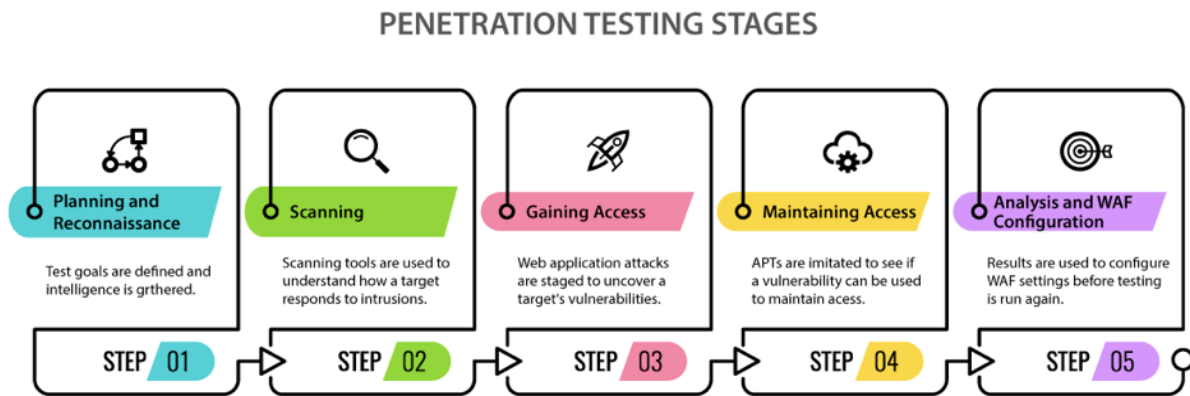 PENETRATION TESTING STAGES
Planning and
Reconnaissance
Test goals are defined and
intelligence is grthered.
STEP 01
Scanning
Scanning tools are used to
understand how a target
responds to intrusions.
STEP 02
Gaining Access
Web application attacks
are staged to uncover a
target's vulnerabilities.
STEP 03
Maintaining Access
APTs are imitated to see if
a vulnerability can be used
to maintain acess.
STEP 04
Analysis and WAF
Configuration
Results are used to configure
WAF settings before testing
is run again.
STEP 05